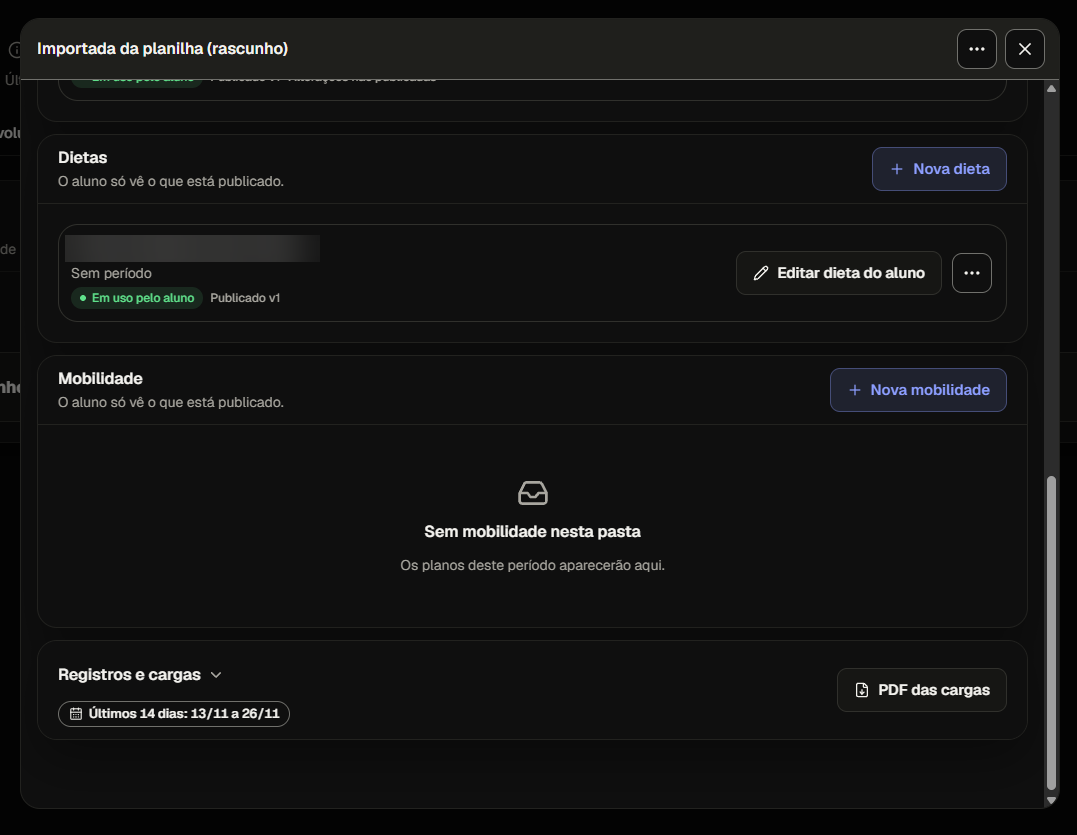 Importada da planilha (rascunho)
Dietas
O aluno só vê o que está publicado.
+ Nova dieta
Sem período
Em uso pelo aluno Publicado v1
Editar dieta do aluno
Mobilidade
O aluno só vê o que está publicado.
+ Nova mobilidade
Sem mobilidade nesta pasta
Os planos deste período aparecerão aqui.
Registros e cargas
Últimos 14 dias: 13/11 a 26/11
PDF das cargas